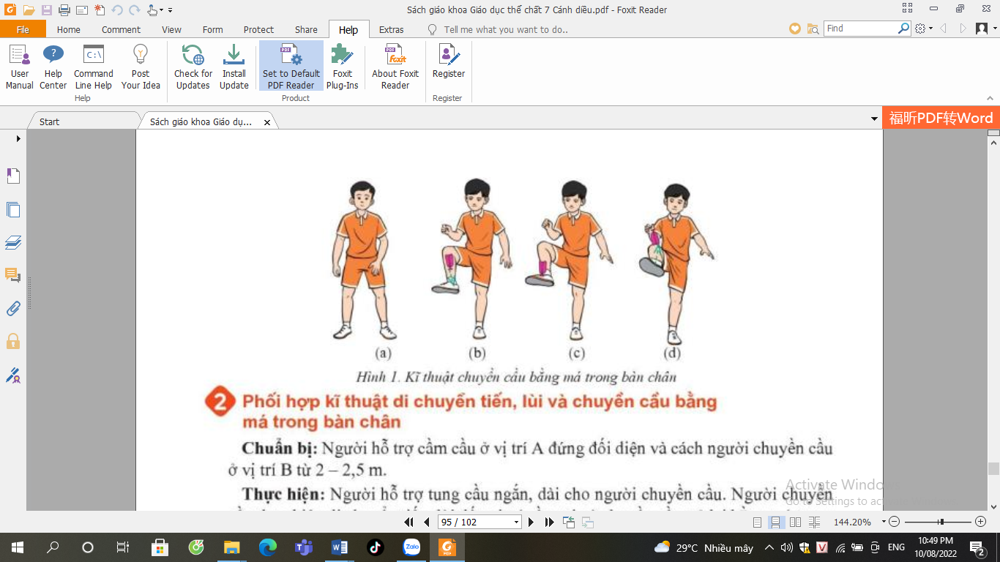 Sách giáo khoa Giáo dục thể chất 7 Cánh diều.pdf - Foxit Reader
File Home Comment View Form Protect Share Help Extras Tell me what you want to do.. Find
User Manual
Help Center
Command Line Help
Post Your Idea
Check for Updates
Install Update
Set to Default PDF Reader
Foxit Plug-Ins
About Foxit Reader
Register
Help Product Register
Start Sách giáo khoa Giáo dụ... 福昕PDF转Word
(a) (b) (c) (d)
Hình 1. Kĩ thuật chuyền cầu bằng má trong bàn chân
2 Phối hợp kĩ thuật di chuyển tiến, lùi và chuyền cầu bằng
má trong bàn chân
Chuẩn bị: Người hỗ trợ cầm cầu ở vị trí A đứng đối diện và cách người chuyền cầu
ở vị trí B từ 2 – 2,5 m.
Thực hiện: Người hỗ trợ tung cầu ngắn, dài cho người chuyền cầu. Người chuyền
Activate Windows
Go to Settings to
95 / 102 144.20%
29°C Nhiều mây ENG 10:49 PM
10/08/2022 2